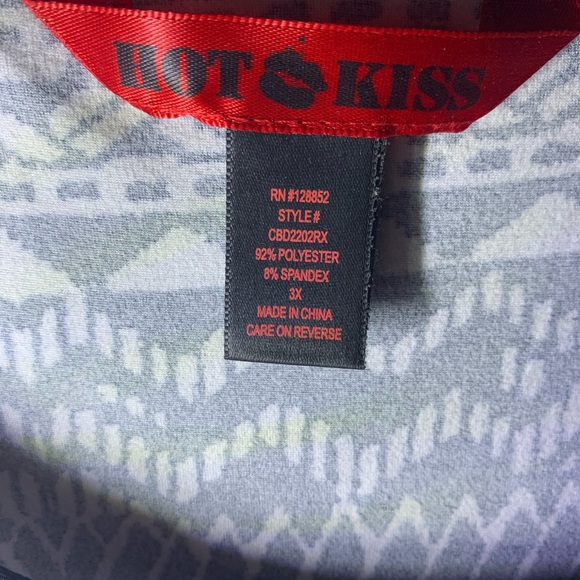 HOT KISS
RN #128852
STYLE #
CBD2202RX
92% POLYESTER
8% SPANDEX
3X
MADE IN CHINA
CARE ON REVERSE